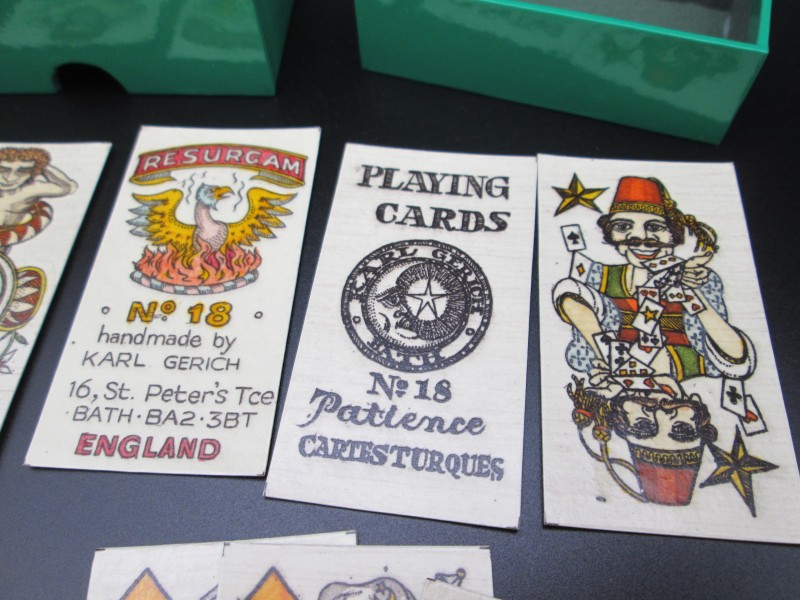 RESURGAM
· Nº 18 ·
handmade by
KARL GERICH
16, St. Peter's Tce
·BATH·BA2·3BT
ENGLAND
PLAYING
CARDS
KARL GERICH
BATH
Nº 18
Patience
CARTES TURQUES